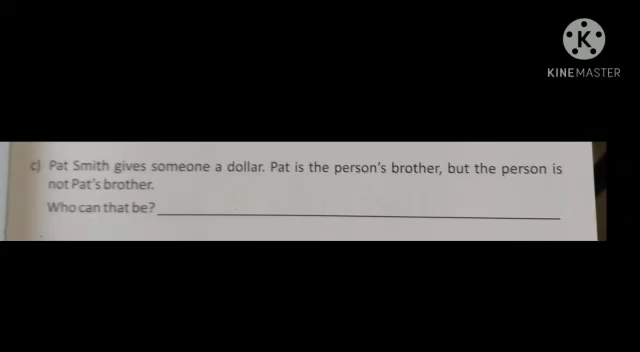 KINEMASTER
c) Pat Smith gives someone a dollar. Pat is the person's brother, but the person is
not Pat's brother.
Who can that be?